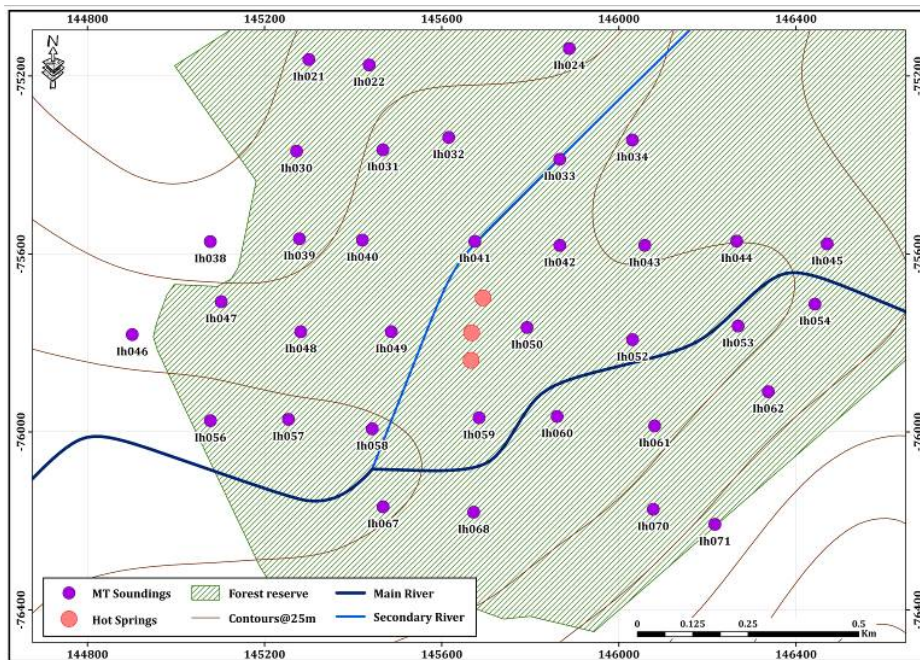 144800 145200 145600 146000 146400
N
-75200 -75200
Ih021 Ih022 Ih024
Ih030 Ih031 Ih032 Ih033 Ih034
-75600 -75600
Ih038 Ih039 Ih040 Ih041 Ih042 Ih043 Ih044 Ih045
Ih046 Ih047 Ih048 Ih049 Ih050 Ih052 Ih053 Ih054
-76000 -76000
Ih056 Ih057 Ih058 Ih059 Ih060 Ih061 Ih062
Ih067 Ih068 Ih070 Ih071
MT Soundings Forest reserve Main River
Hot Springs Contours@25m Secondary River
-76400 -76400
0 0.125 0.25 0.5
Km
144800 145200 145600 146000 146400